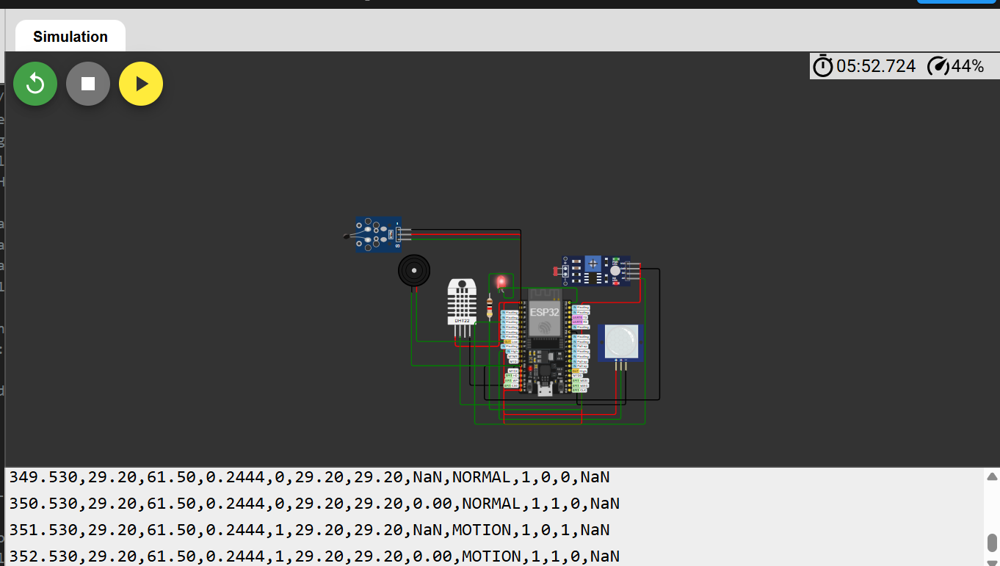 Simulation
05:52.724 44%
DHT22
ESP32
349.530,29.20,61.50,0.2444,0,29.20,29.20,NaN,NORMAL,1,0,0,NaN
350.530,29.20,61.50,0.2444,0,29.20,29.20,0.00,NORMAL,1,1,0,NaN
351.530,29.20,61.50,0.2444,1,29.20,29.20,NaN,MOTION,1,0,1,NaN
352.530,29.20,61.50,0.2444,1,29.20,29.20,0.00,MOTION,1,1,0,NaN